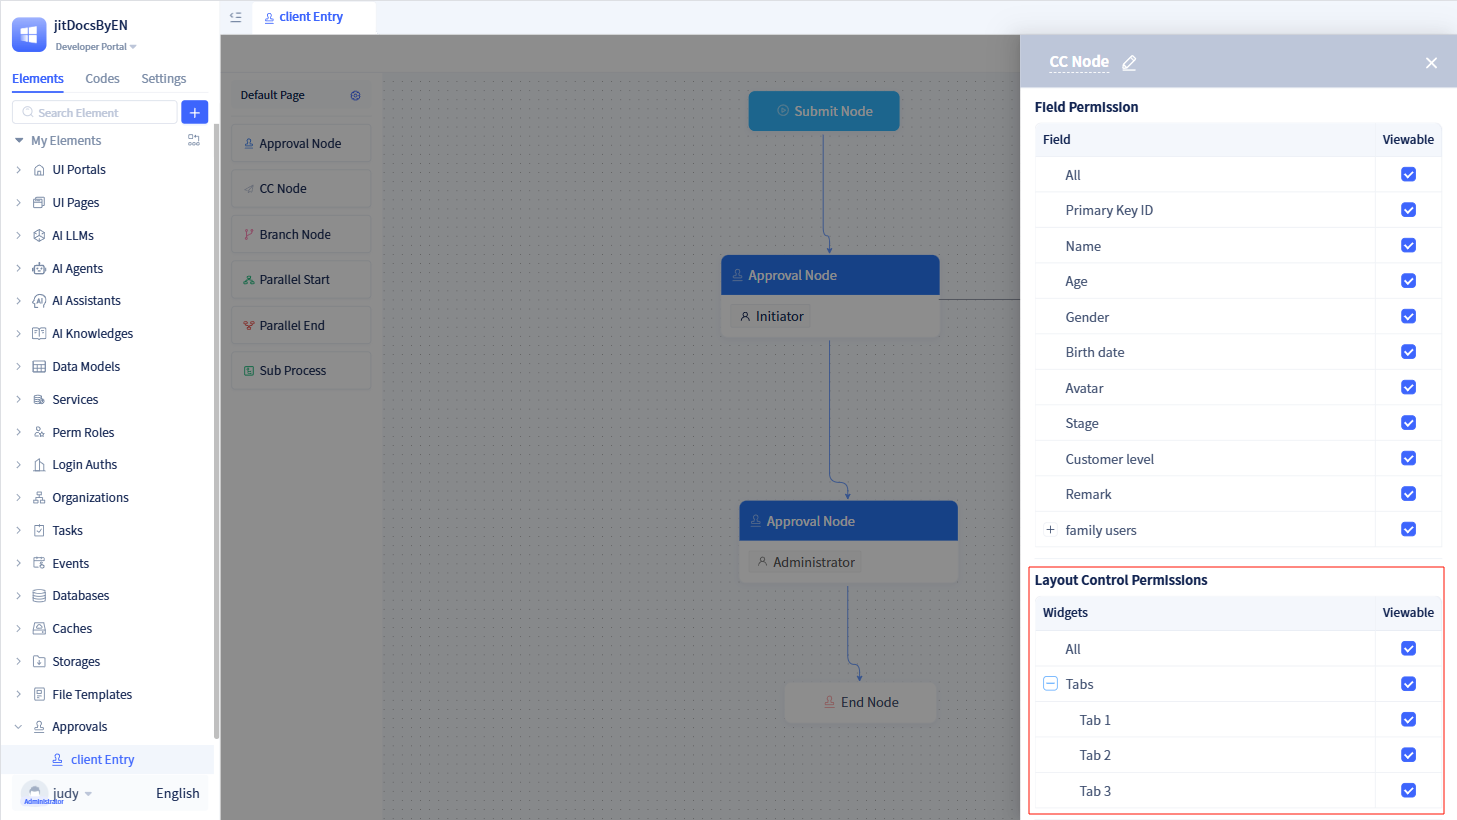 jitDocsByEN
Developer Portal
Elements Codes Settings
Search Element
My Elements
UI Portals
UI Pages
AI LLMs
AI Agents
AI Assistants
AI Knowledges
Data Models
Services
Perm Roles
Login Auths
Organizations
Tasks
Events
Databases
Caches
Storages
File Templates
Approvals
client Entry
judy
Administrator
English
client Entry
Default Page
Approval Node
CC Node
Branch Node
Parallel Start
Parallel End
Sub Process
Submit Node
Approval Node
Initiator
Approval Node
Administrator
End Node
CC Node
Field Permission
Field Viewable
All
Primary Key ID
Name
Age
Gender
Birth date
Avatar
Stage
Customer level
Remark
family users
Layout Control Permissions
Widgets Viewable
All
Tabs
Tab 1
Tab 2
Tab 3